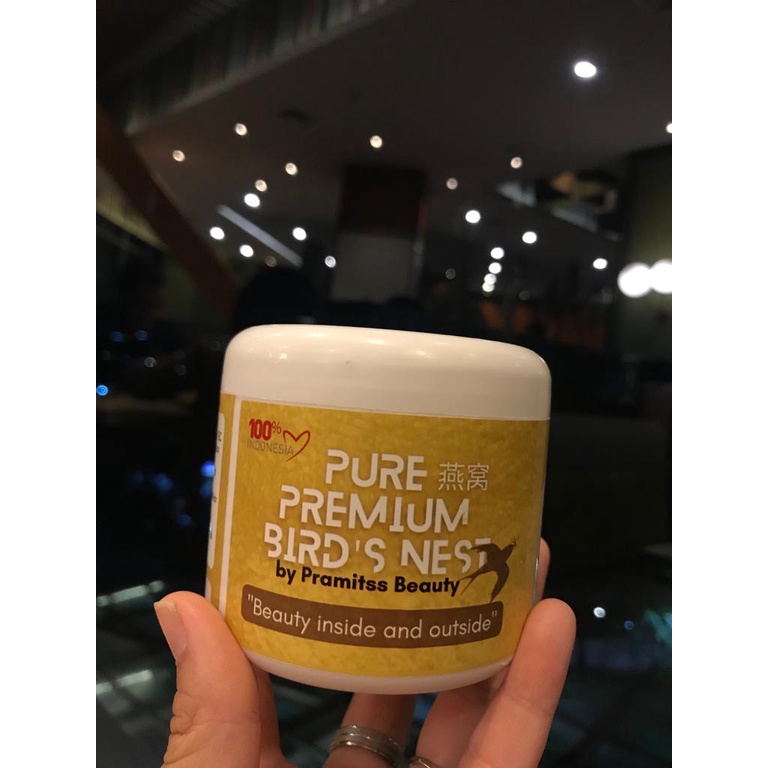 100%
INDONESIA
PURE 燕窝
PREMIUM
BIRD'S NEST
by Pramitss Beauty
"Beauty inside and outside"